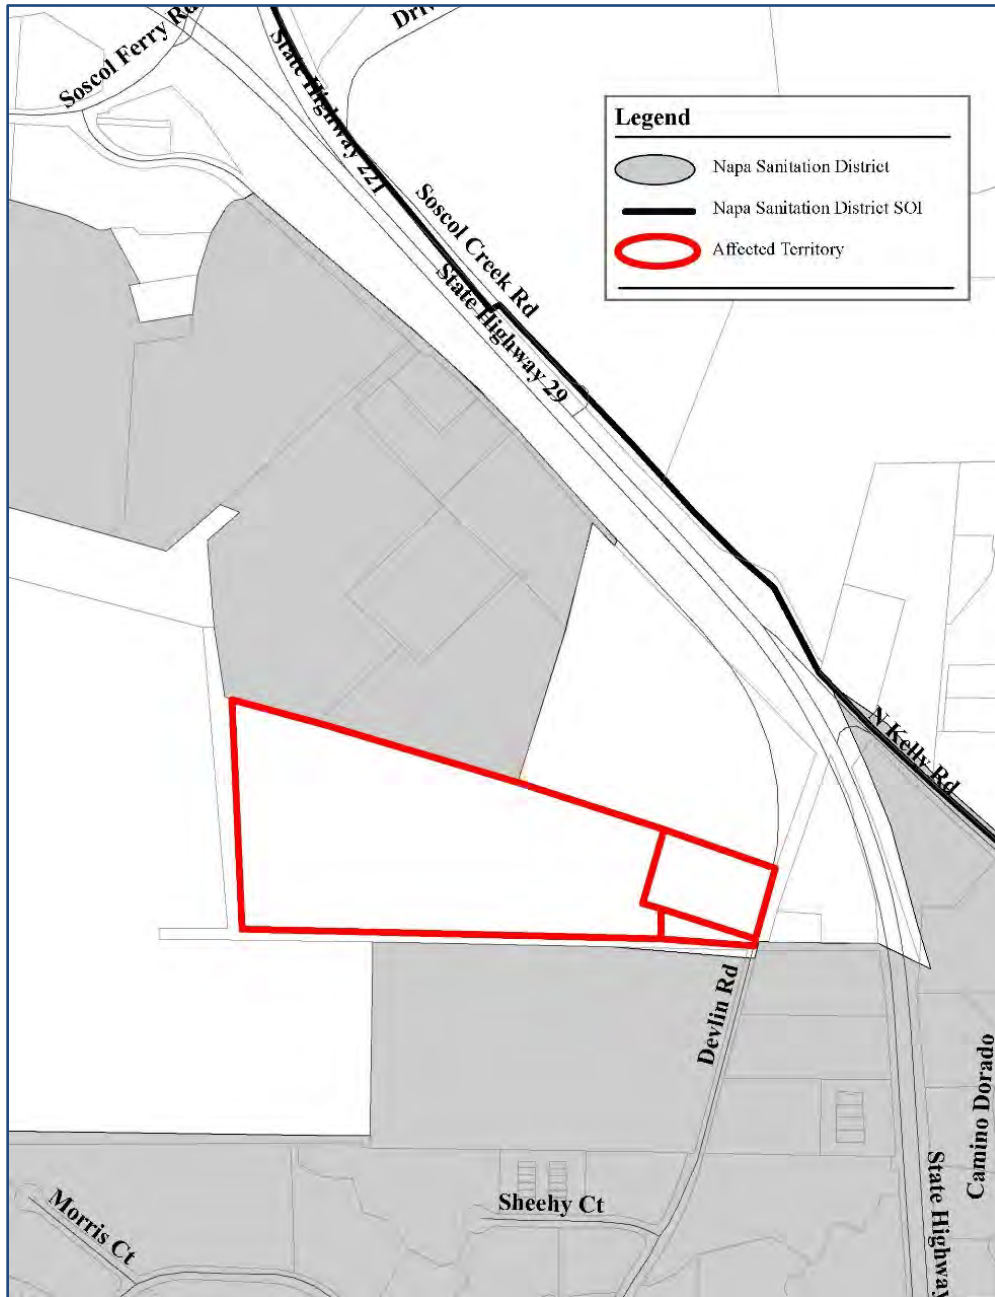 Soscol Ferry Rd
State Highway 221
Legend
Napa Sanitation District
Napa Sanitation District SOI
Affected Territory
Soscol Creek Rd
State Highway 29
N Kelly Rd
Devlin Rd
Camino Dorado
State Highway
Sheehy Ct
Morris Ct